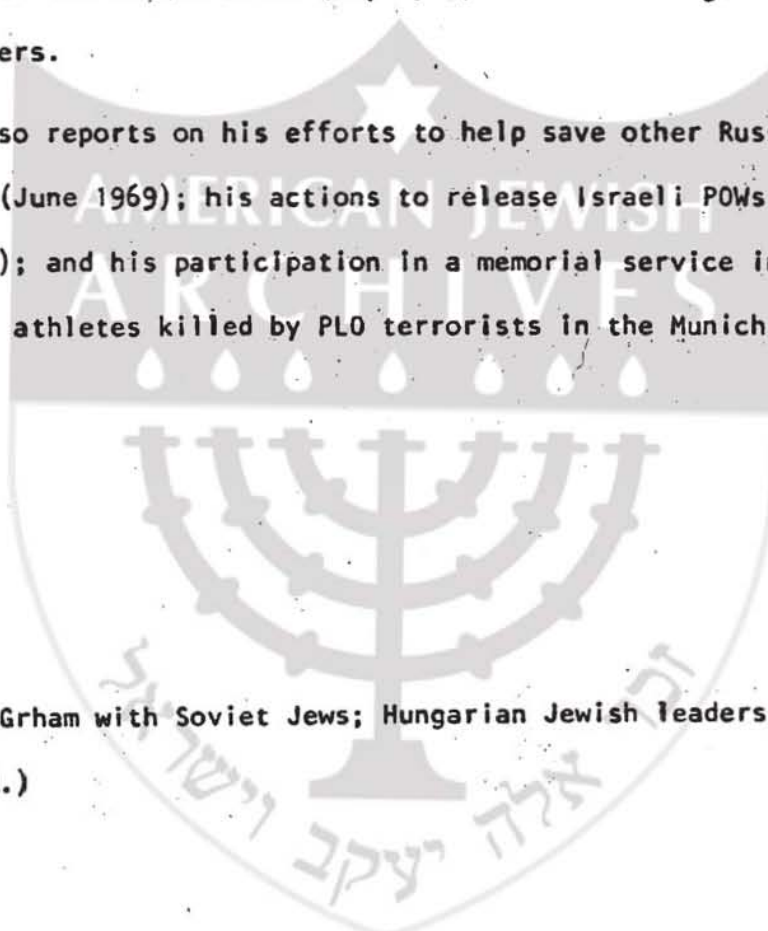 ers.
so reports on his efforts to help save other Rus
(June 1969); his actions to release Israeli POWs
); and his participation in a memorial service i
athletes killed by PLO terrorists in the Munich
Grham with Soviet Jews; Hungarian Jewish leaders
.)
AMERICAN JEWISH
ARCHIVES
זכר אלה יעקב וישראל